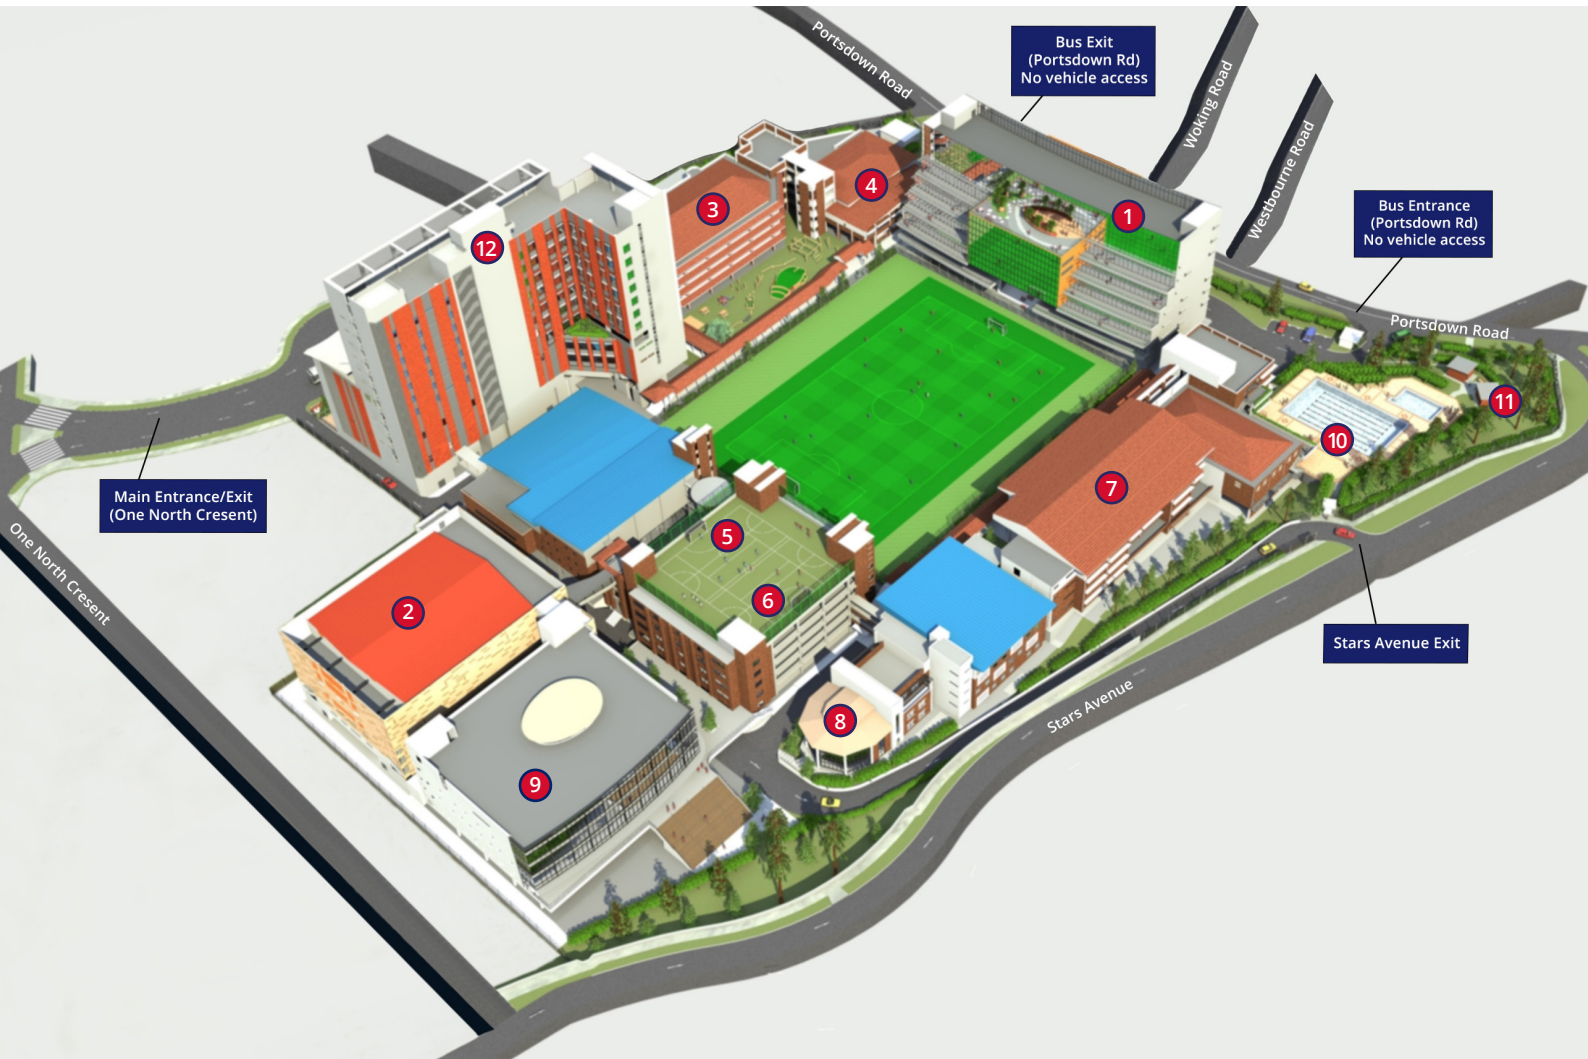 Portsdown Road
Bus Exit
(Portsdown Rd)
No vehicle access
Woking Road
Westbourne Road
Bus Entrance
(Portsdown Rd)
No vehicle access
Portsdown Road
4
3
1
12
11
10
7
Main Entrance/Exit
(One North Cresent)
One North Cresent
5
6
2
Stars Avenue Exit
Stars Avenue
8
9